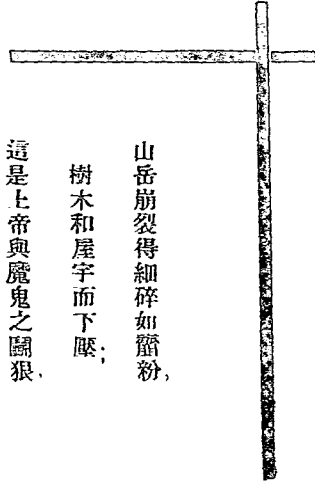 山岳崩裂得細碎如虀粉，
樹木和屋宇而下壓；
這是上帝與魔鬼之鬭狠，